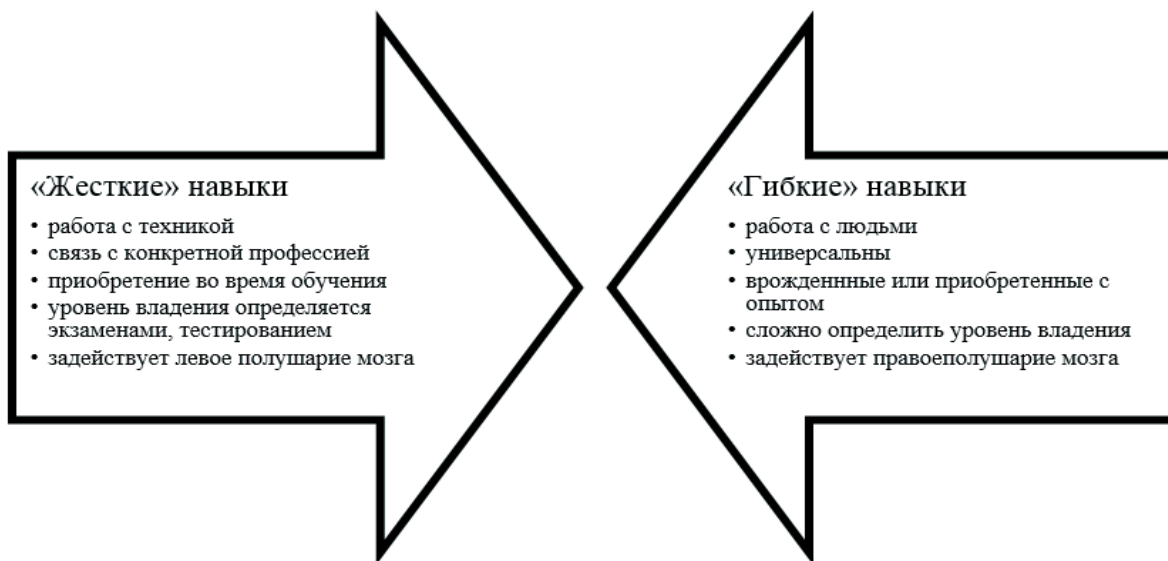 «Жесткие» навыки
• работа с техникой
• связь с конкретной профессией
• приобретение во время обучения
• уровень владения определяется
экзаменами, тестированием
• задействует левое полушарие мозга
«Гибкие» навыки
• работа с людьми
• универсальны
• врожденнные или приобретенные с
опытом
• сложно определить уровень владения
• задействует правоеполушарие мозга